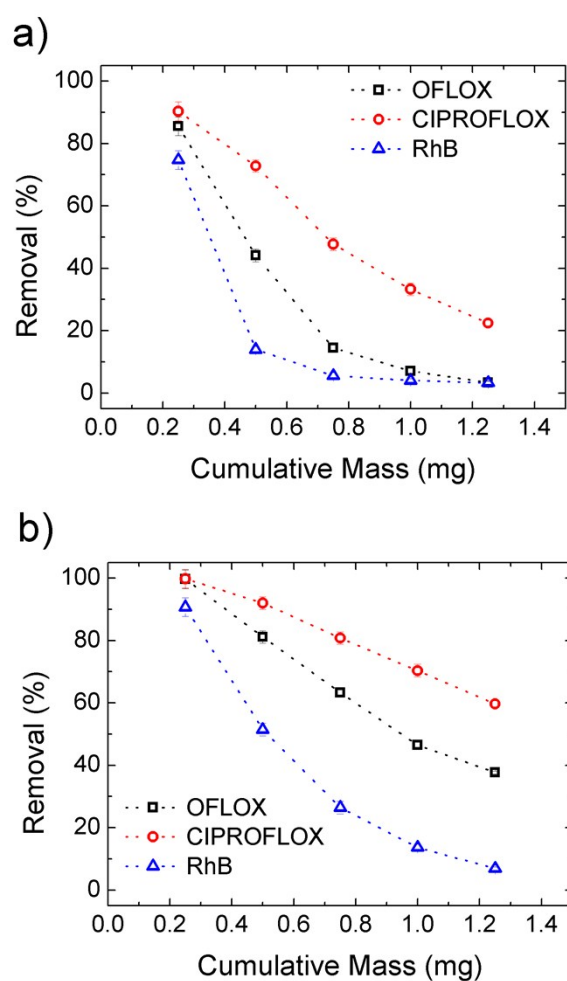 a)
100
80
60
40
20
0
Removal (%)
OFLOX
CIPROFLOX
RhB
0.0 0.2 0.4 0.6 0.8 1.0 1.2 1.4
Cumulative Mass (mg)
b)
100
80
60
40
20
0
Removal (%)
OFLOX
CIPROFLOX
RhB
0.0 0.2 0.4 0.6 0.8 1.0 1.2 1.4
Cumulative Mass (mg)